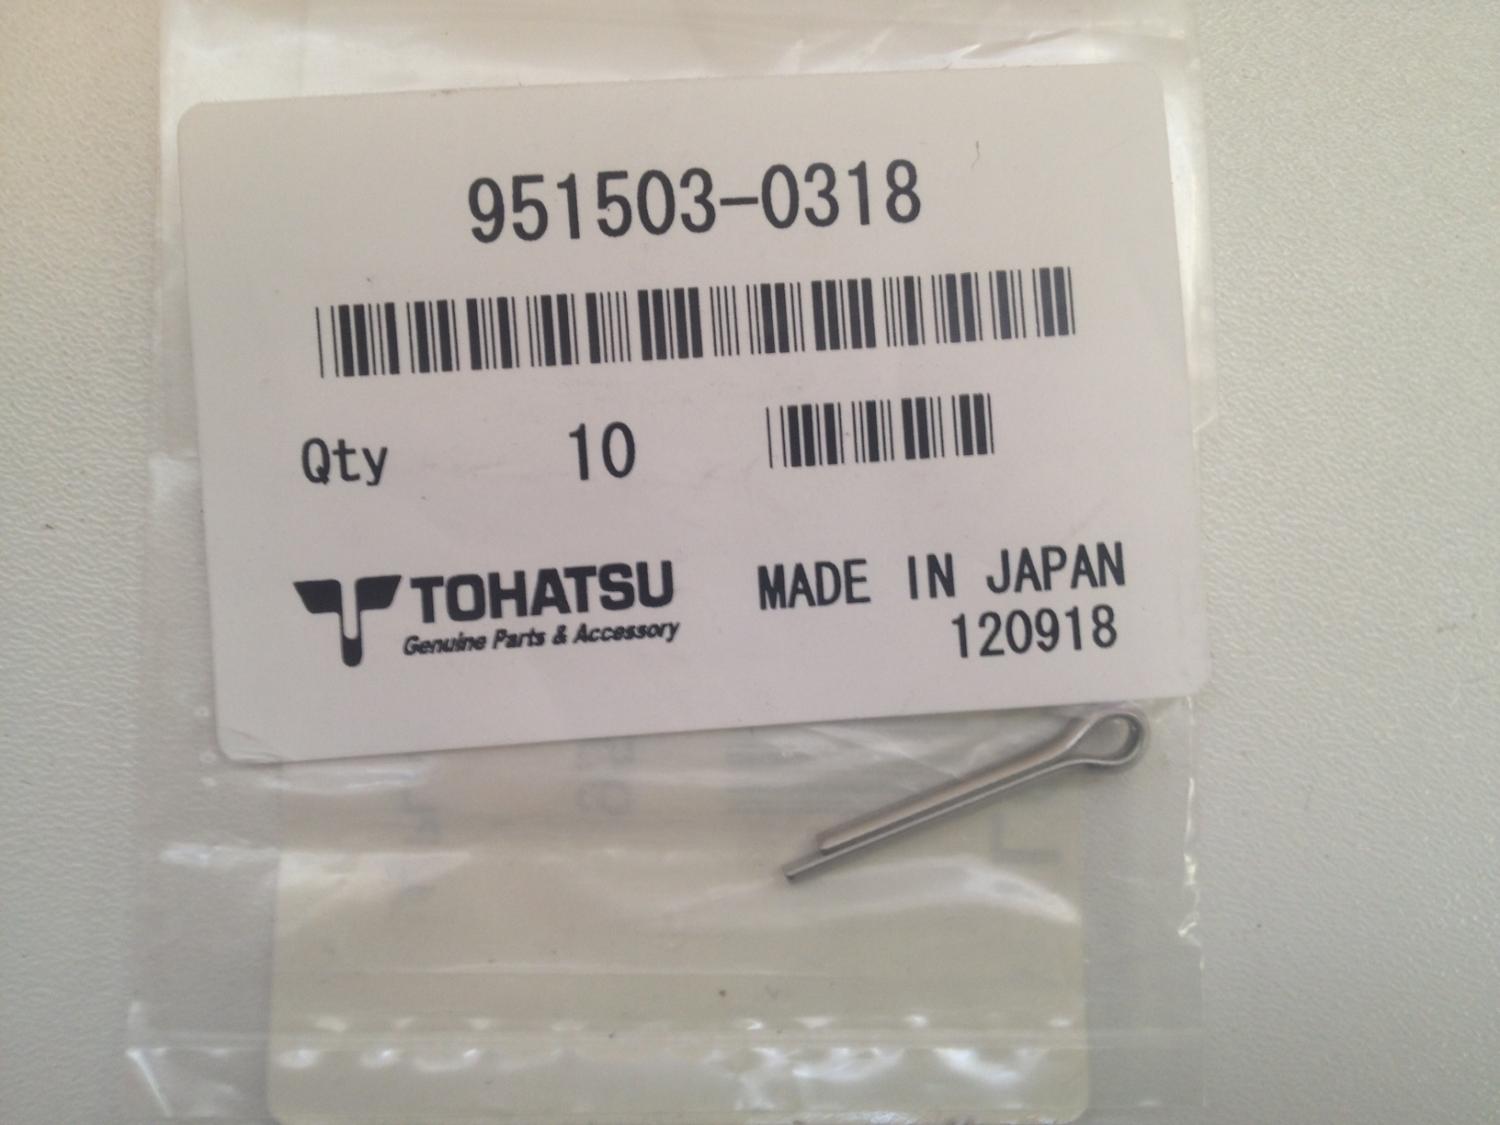 951503-0318
Qty 10
TOHATSU
Genuine Parts & Accessory
MADE IN JAPAN
120918